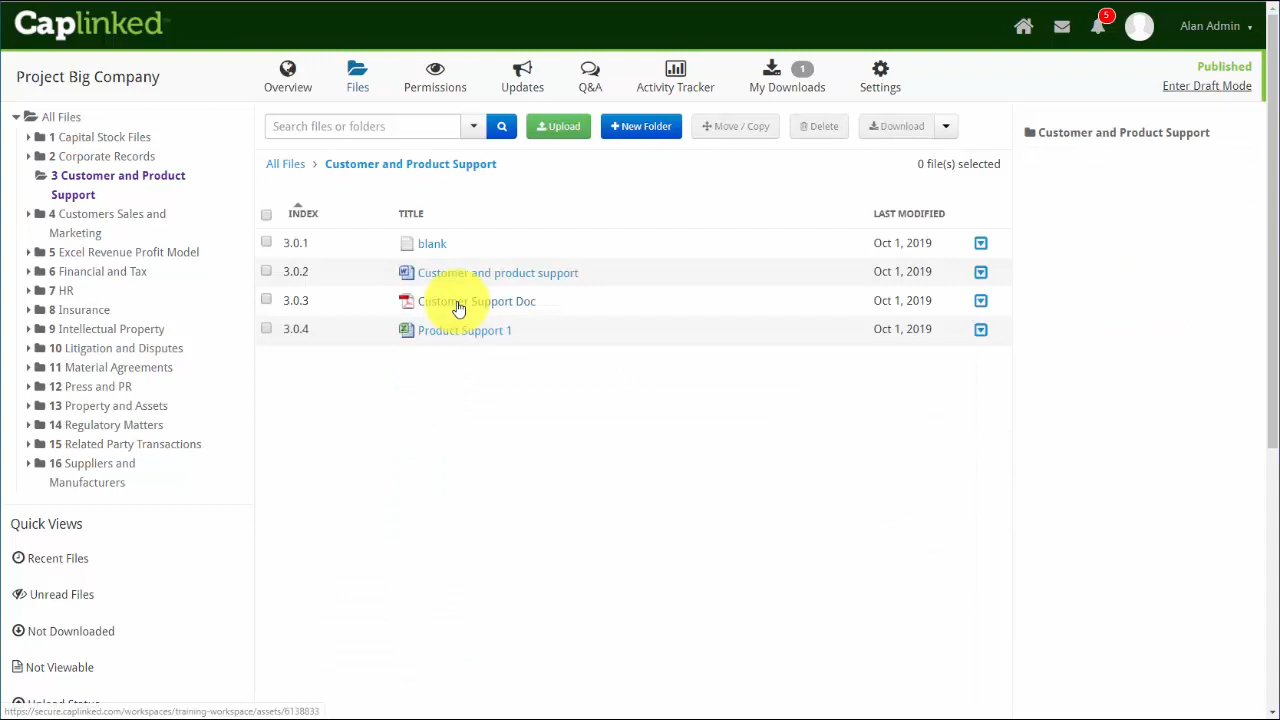 Caplinked
5
Alan Admin
Project Big Company
Overview
Files
Permissions
Updates
Q&A
Activity Tracker
1
My Downloads
Settings
Published
Enter Draft Mode
All Files
1 Capital Stock Files
2 Corporate Records
3 Customer and Product
Support
4 Customers Sales and
Marketing
5 Excel Revenue Profit Model
6 Financial and Tax
7 HR
8 Insurance
9 Intellectual Property
10 Litigation and Disputes
11 Material Agreements
12 Press and PR
13 Property and Assets
14 Regulatory Matters
15 Related Party Transactions
16 Suppliers and
Manufacturers
Quick Views
Recent Files
Unread Files
Not Downloaded
Not Viewable
Upload Status
Search files or folders
Upload
+ New Folder
Move / Copy
Delete
Download
All Files > Customer and Product Support
0 file(s) selected
INDEX TITLE LAST MODIFIED
3.0.1 blank Oct 1, 2019
3.0.2 Customer and product support Oct 1, 2019
3.0.3 Customer Support Doc Oct 1, 2019
3.0.4 Product Support 1 Oct 1, 2019
Customer and Product Support
https://secure.caplinked.com/workspaces/training-workspace/assets/6138833